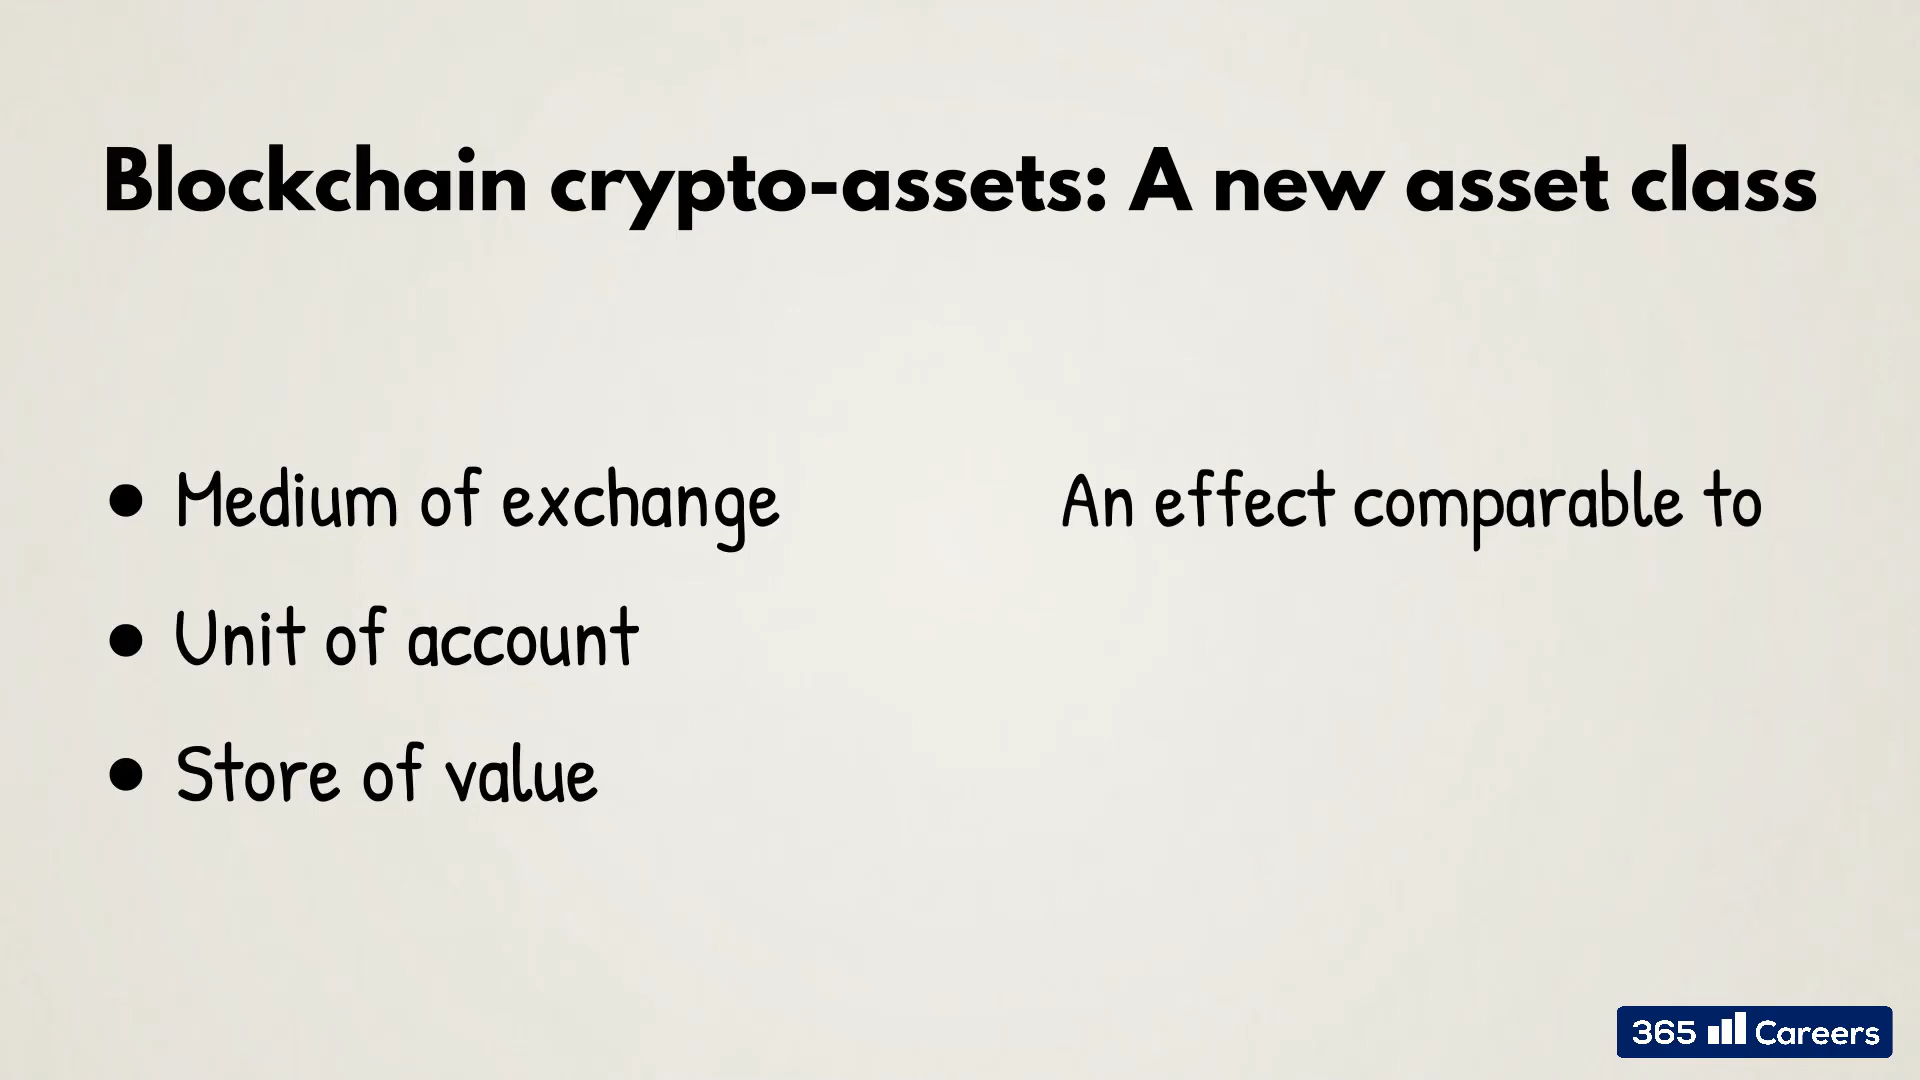 Blockchain crypto-assets: A new asset class
• Medium of exchange
• Unit of account
• Store of value
An effect comparable to
365 Careers